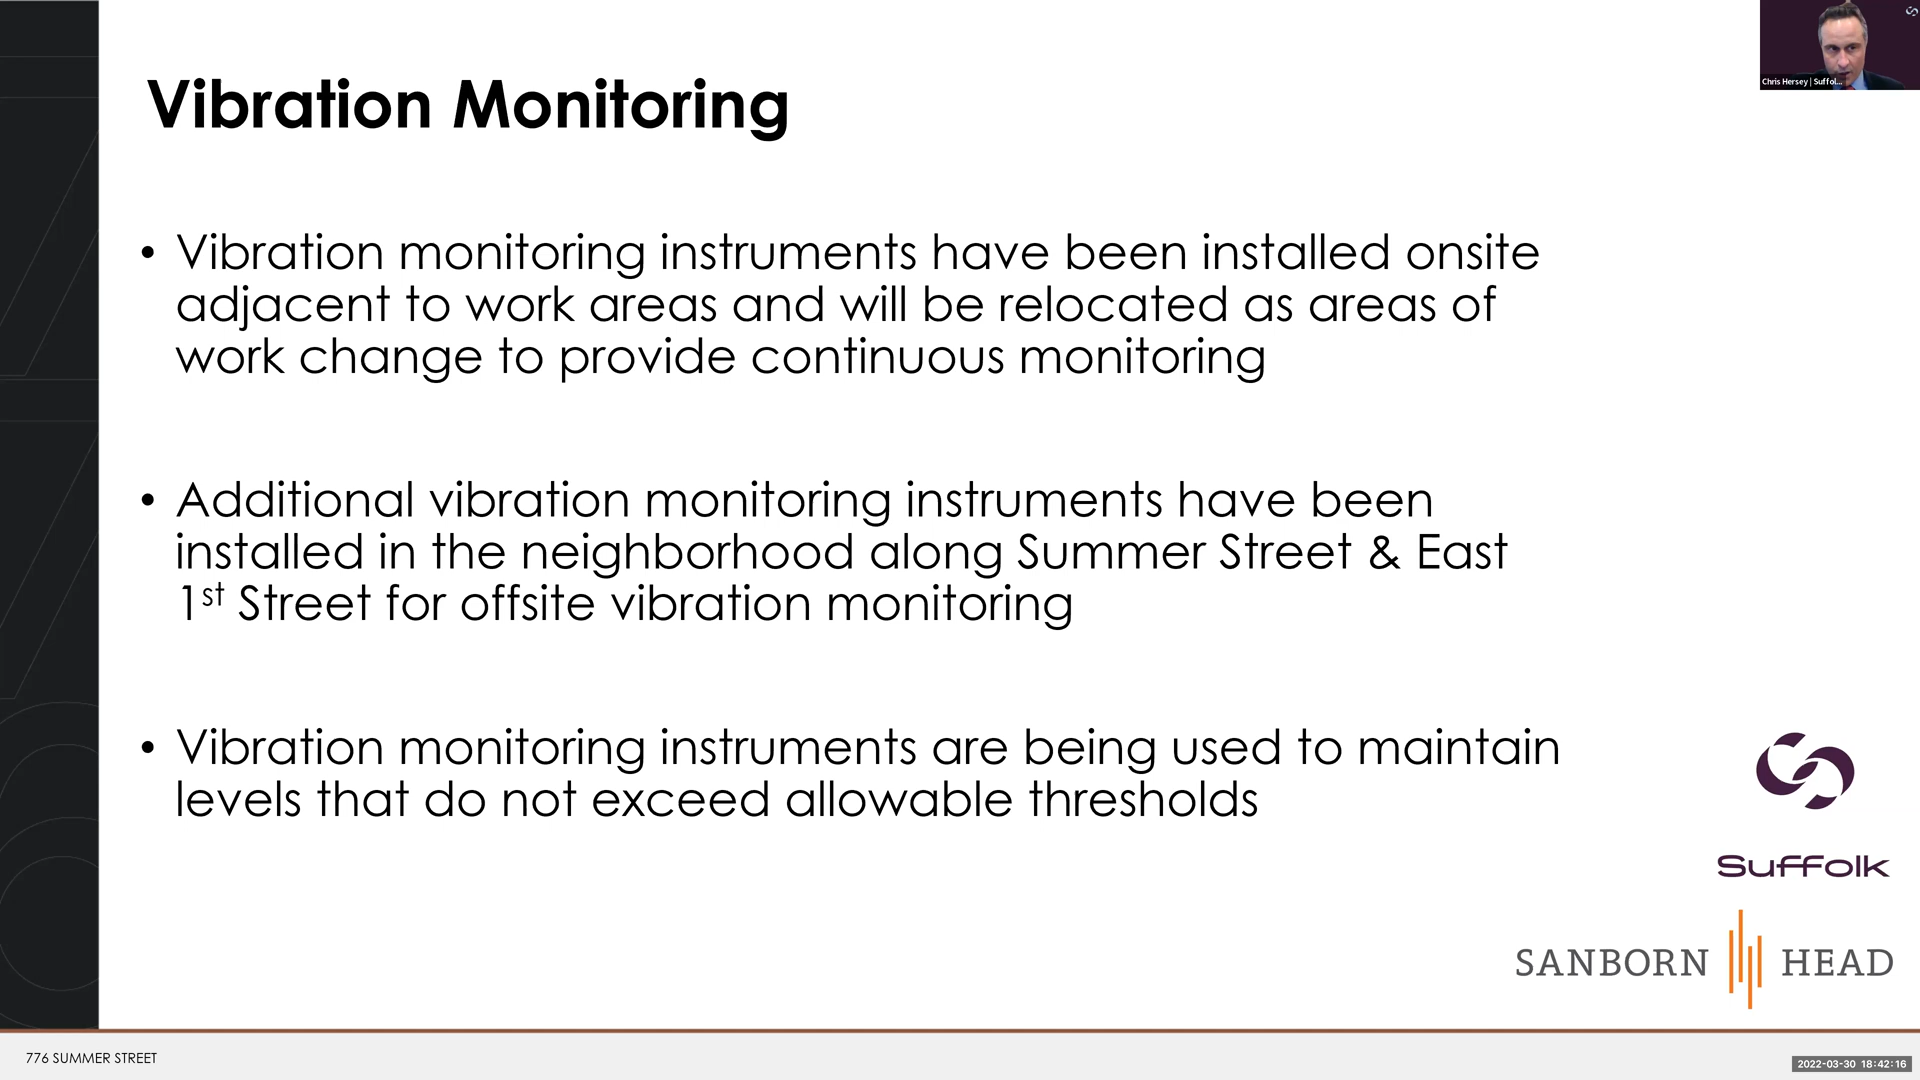 Chris Hersey | Suffol...
Vibration Monitoring
• Vibration monitoring instruments have been installed onsite
adjacent to work areas and will be relocated as areas of
work change to provide continuous monitoring
• Additional vibration monitoring instruments have been
installed in the neighborhood along Summer Street & East
1st Street for offsite vibration monitoring
• Vibration monitoring instruments are being used to maintain
levels that do not exceed allowable thresholds
Suffolk
SANBORN HEAD
776 SUMMER STREET
2022-03-30 18:42:16